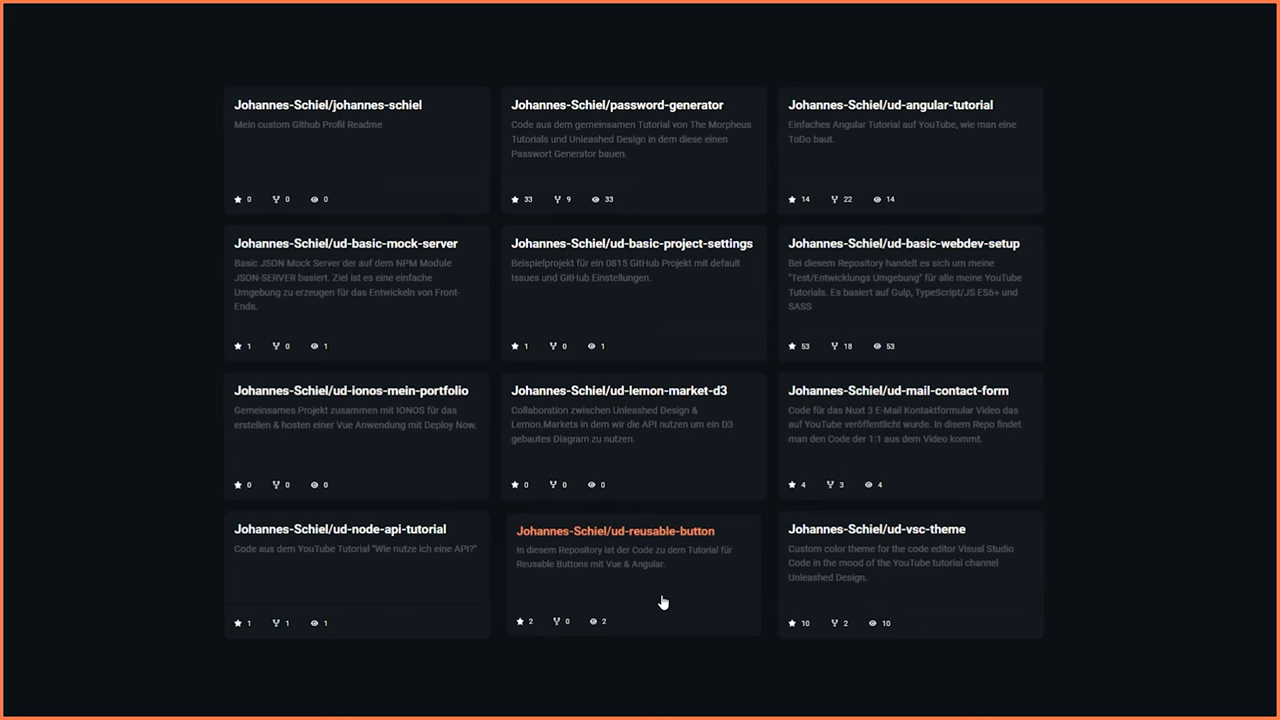 Johannes-Schiel/johannes-schiel
Mein custom Github Profil Readme
0 0 0
Johannes-Schiel/password-generator
Code aus dem gemeinsamen Tutorial von The Morpheus
Tutorials und Unleashed Design in dem diese einen
Passwort Generator bauen.
33 9 33
Johannes-Schiel/ud-angular-tutorial
Einfaches Angular Tutorial auf YouTube, wie man eine
ToDo baut.
14 22 14
Johannes-Schiel/ud-basic-mock-server
Basic JSON Mock Server der auf dem NPM Module
JSON-SERVER basiert. Ziel ist es eine einfache
Umgebung zu erzeugen für das Entwickeln von Front-
Ends.
1 0 1
Johannes-Schiel/ud-basic-project-settings
Beispielprojekt für ein 0815 GitHub Projekt mit default
Issues und GitHub Einstellungen.
1 0 1
Johannes-Schiel/ud-basic-webdev-setup
Bei diesem Repository handelt es sich um meine
"Test/Entwicklungs Umgebung" für alle meine YouTube
Tutorials. Es basiert auf Gulp, TypeScript/JS ES6+ und
SASS
53 18 53
Johannes-Schiel/ud-ionos-mein-portfolio
Gemeinsames Projekt zusammen mit IONOS für das
erstellen & hosten einer Vue Anwendung mit Deploy Now.
0 0 0
Johannes-Schiel/ud-lemon-market-d3
Collaboration zwischen Unleashed Design &
Lemon.Markets in dem wir die API nutzen um ein D3
gebautes Diagram zu nutzen.
0 0 0
Johannes-Schiel/ud-mail-contact-form
Code für das Nuxt 3 E-Mail Kontaktformular Video das
auf YouTube veröffentlicht wurde. In disem Repo findet
man den Code der 1:1 aus dem Video kommt.
4 3 4
Johannes-Schiel/ud-node-api-tutorial
Code aus dem YouTube Tutorial "Wie nutze ich eine API?"
1 1 1
Johannes-Schiel/ud-reusable-button
In diesem Repository ist der Code zu dem Tutorial für
Reusable Buttons mit Vue & Angular.
2 0 2
Johannes-Schiel/ud-vsc-theme
Custom color theme for the code editor Visual Studio
Code in the mood of the YouTube tutorial channel
Unleashed Design.
10 2 10